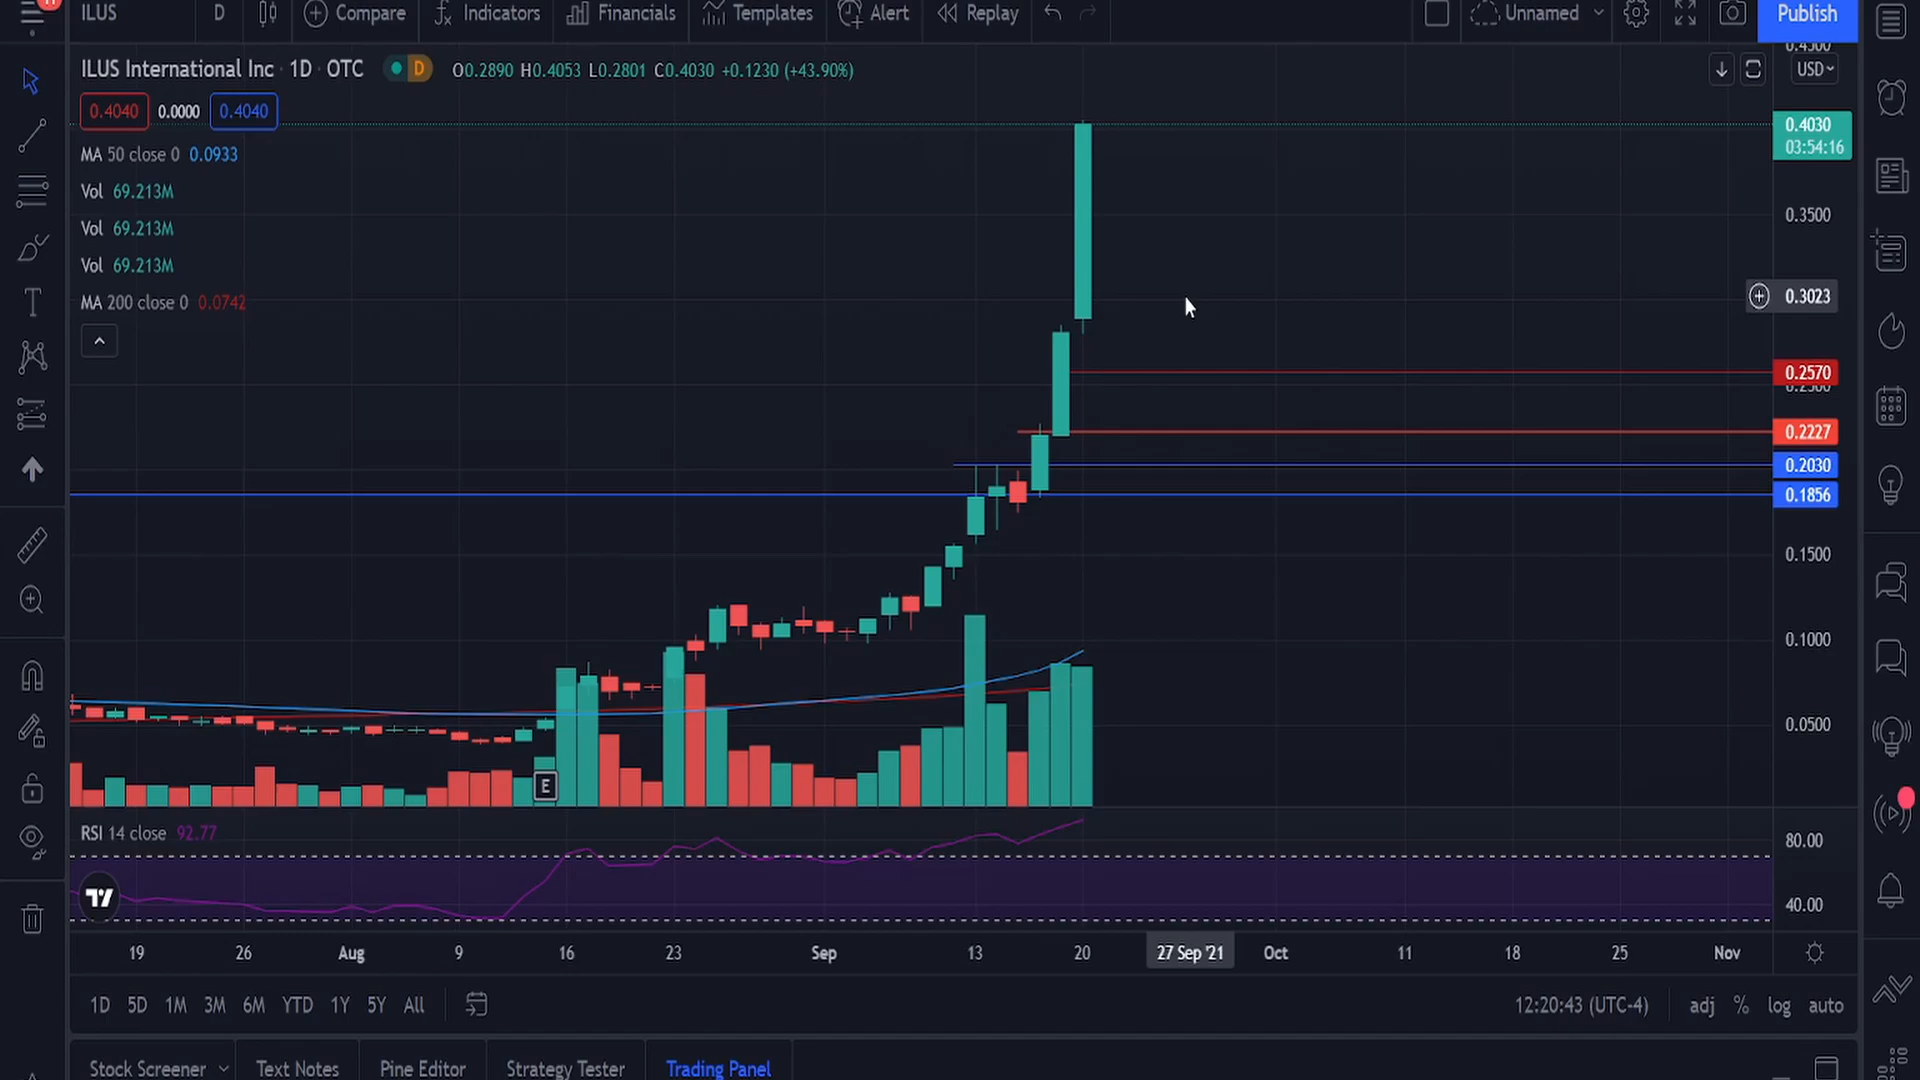 11
ILUS D Compare Indicators Financials Templates Alert Replay Unnamed Publish
ILUS International Inc · 1D · OTC D O0.2890 H0.4053 L0.2801 C0.4030 +0.1230 (+43.90%)
0.4500
USD
0.4040 0.0000 0.4040
0.4030
03:54:16
MA 50 close 0 0.0933
Vol 69.213M
0.3500
Vol 69.213M
Vol 69.213M
0.3023
MA 200 close 0 0.0742
0.2570
0.2500
0.2227
0.2030
0.1856
0.1500
0.1000
0.0500
E
RSI 14 close 92.77
80.00
40.00
19 26 Aug 9 16 23 Sep 13 20 27 Sep '21 Oct 11 18 25 Nov
1D 5D 1M 3M 6M YTD 1Y 5Y All 12:20:43 (UTC-4) adj % log auto
Stock Screener Text Notes Pine Editor Strategy Tester Trading Panel